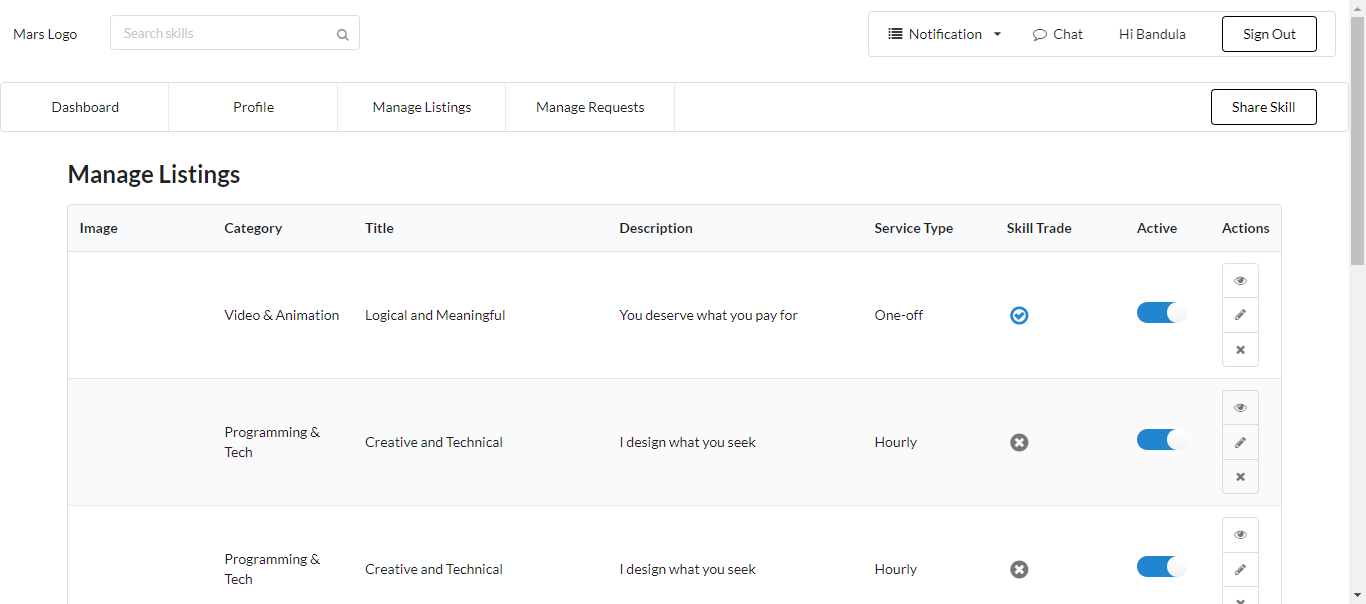 Mars Logo
Search skills
Notification
Chat
Hi Bandula
Sign Out
Dashboard
Profile
Manage Listings
Manage Requests
Share Skill
Manage Listings
Image Category Title Description Service Type Skill Trade Active Actions
Video & Animation Logical and Meaningful You deserve what you pay for One-off
Programming &
Tech
Creative and Technical I design what you seek Hourly
Programming &
Tech
Creative and Technical I design what you seek Hourly